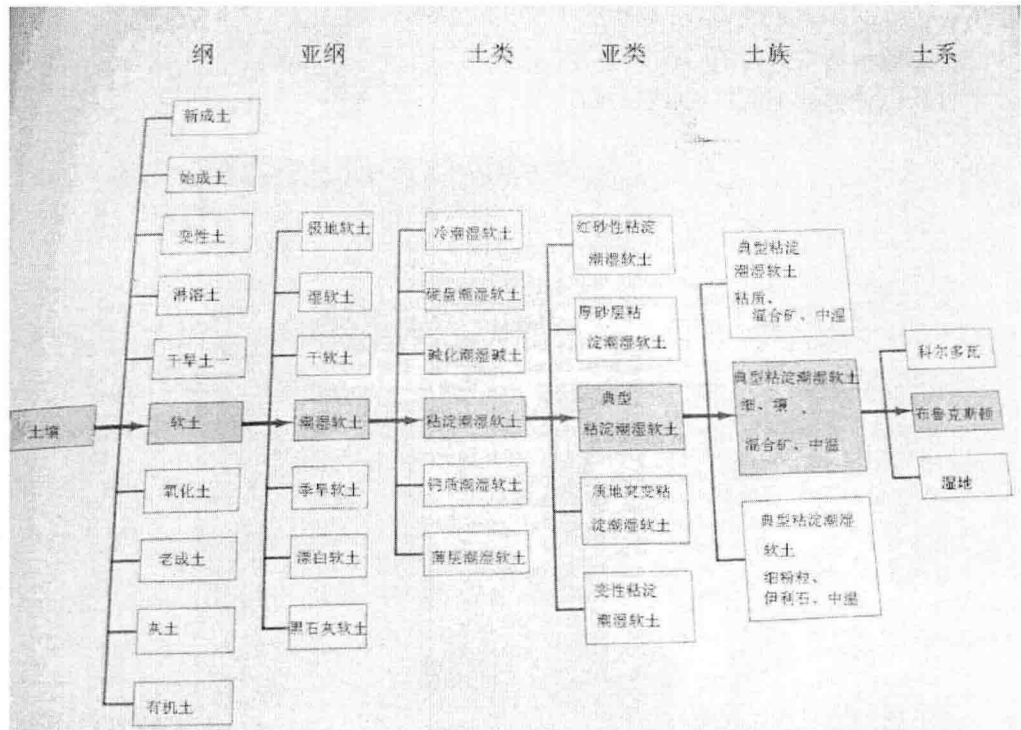 纲 亚纲 土类 亚类 土族 土系
新成土
始成土
变性土
淋溶土
干旱土一
土壤
软土
氧化土
老成土
灰土
有机土
极地软土
湿软土
干软土
潮湿软土
季旱软土
漂白软土
黑石灰软土
冷潮湿软土
硬盘潮湿软土
碱化潮湿碱土
粘淀潮湿软土
钙质潮湿软土
薄层潮湿软土
红砂性粘淀
潮湿软土
厚砂层粘
淀潮湿软土
典型
粘淀潮湿软土
质地突变粘
淀潮湿软土
变性粘淀
潮湿软土
典型粘淀
潮湿软土
粘质、
混合矿、中温
典型粘淀潮湿软土
细、壤、
混合矿、中温
典型粘淀潮湿
软土
细粉粒、
伊利石、中温
科尔多瓦
布鲁克斯顿
湿地